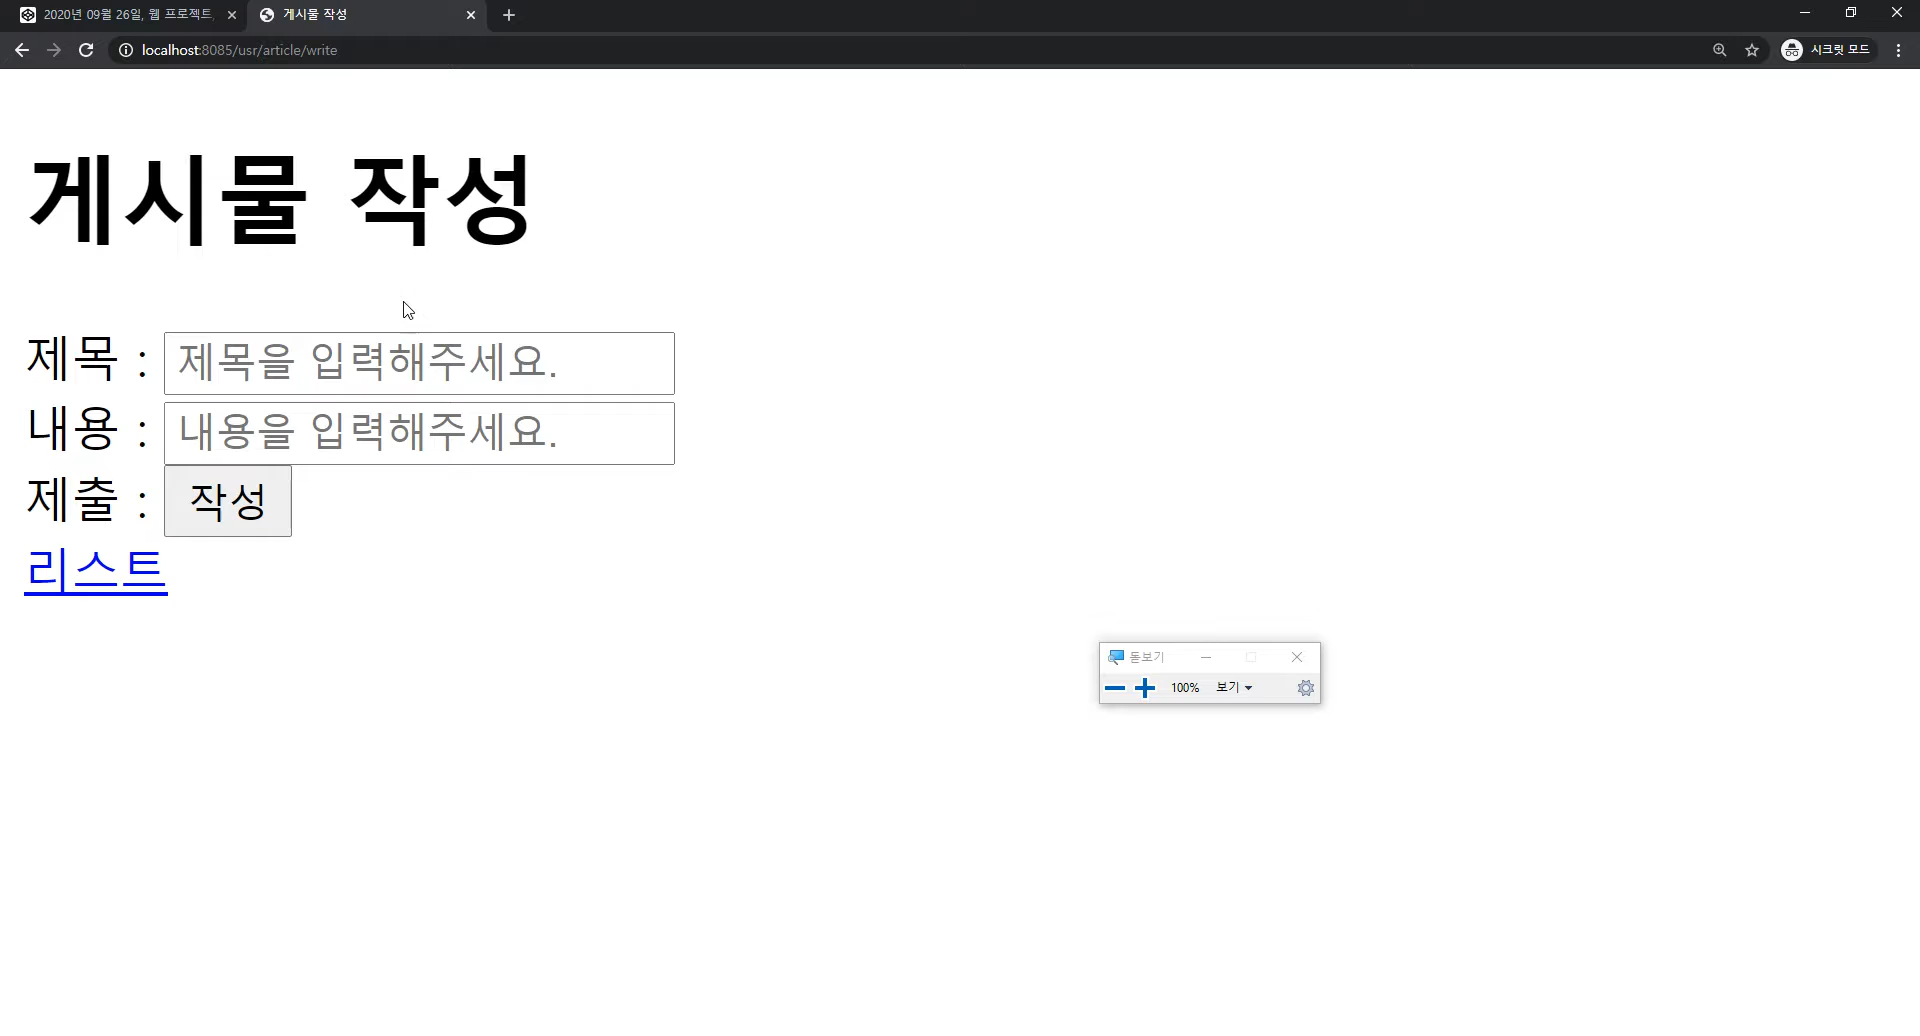 2020년 09월 26일, 웹 프로젝트,
게시물 작성
localhost:8085/usr/article/write
시크릿 모드
게시물 작성
제목 : 제목을 입력해주세요.
내용 : 내용을 입력해주세요.
제출 : 작성
리스트
돋보기
100% 보기